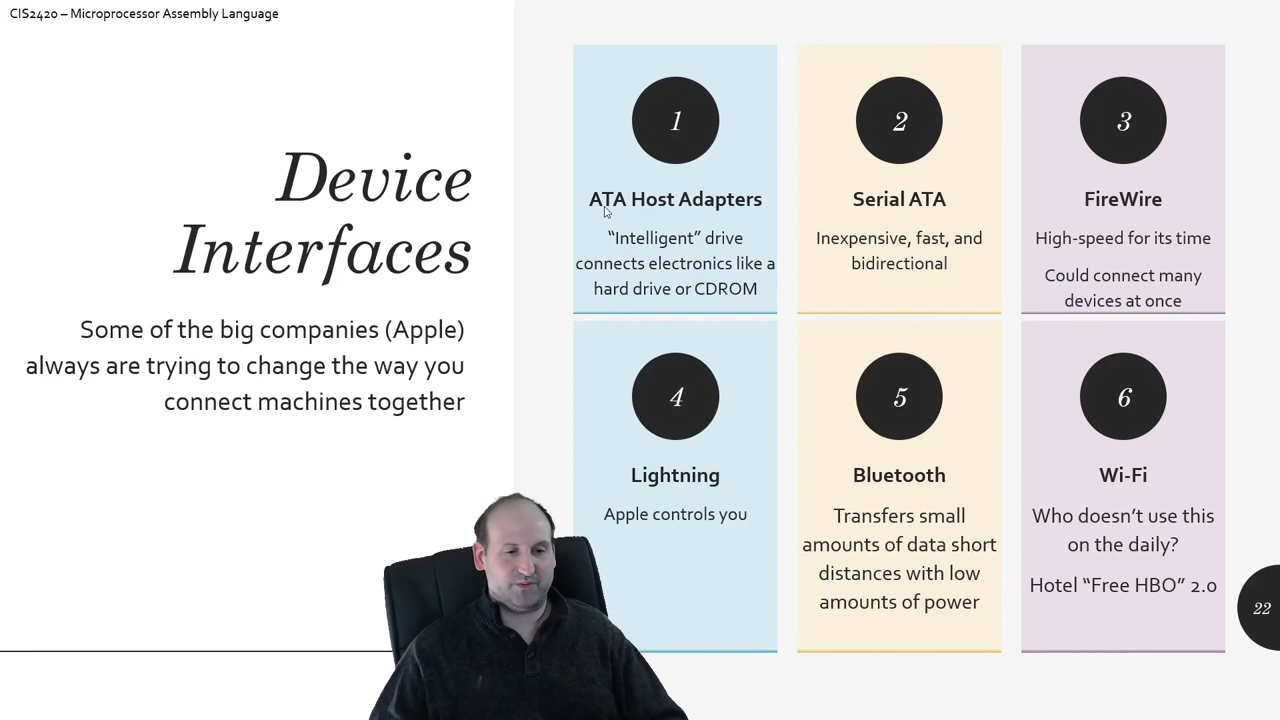 CIS2420 – Microprocessor Assembly Language
Device
Interfaces
Some of the big companies (Apple)
always are trying to change the way you
connect machines together
1
ATA Host Adapters
“Intelligent” drive
connects electronics like a
hard drive or CDROM
2
Serial ATA
Inexpensive, fast, and
bidirectional
3
FireWire
High-speed for its time
Could connect many
devices at once
4
Lightning
Apple controls you
5
Bluetooth
Transfers small
amounts of data short
distances with low
amounts of power
6
Wi-Fi
Who doesn’t use this
on the daily?
Hotel “Free HBO” 2.0
22